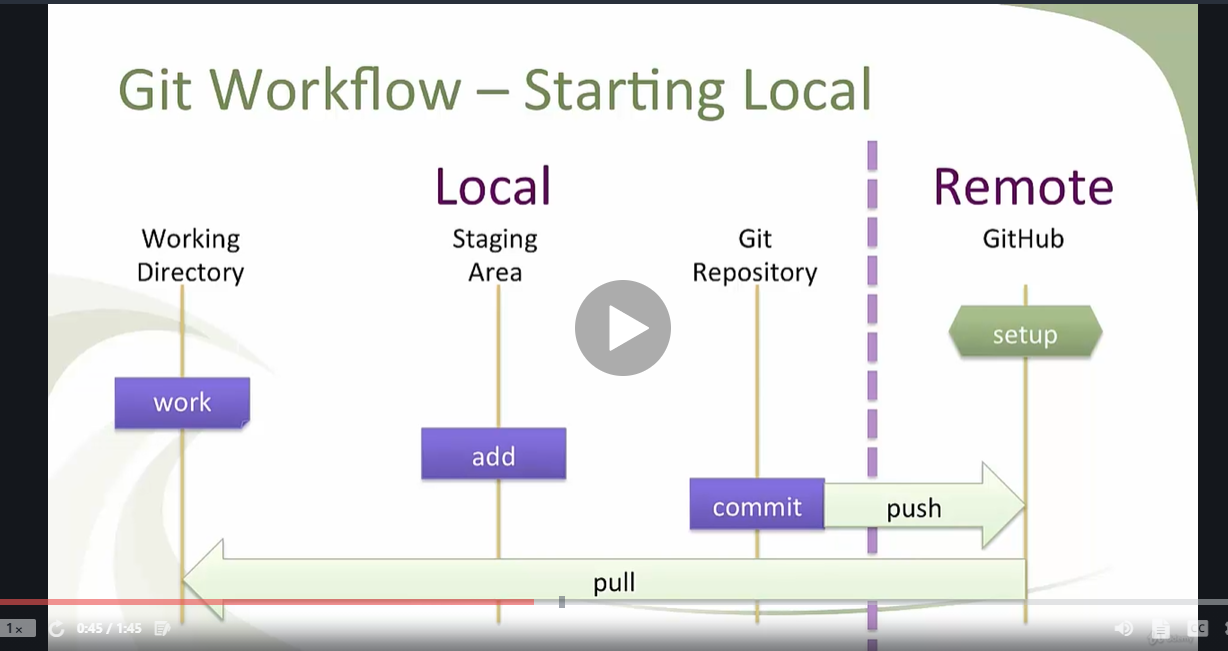 Git Workflow – Starting Local
Local
Remote
Working
Directory
Staging
Area
Git
Repository
GitHub
setup
work
add
commit
push
pull
1x
0:45 / 1:45
CC